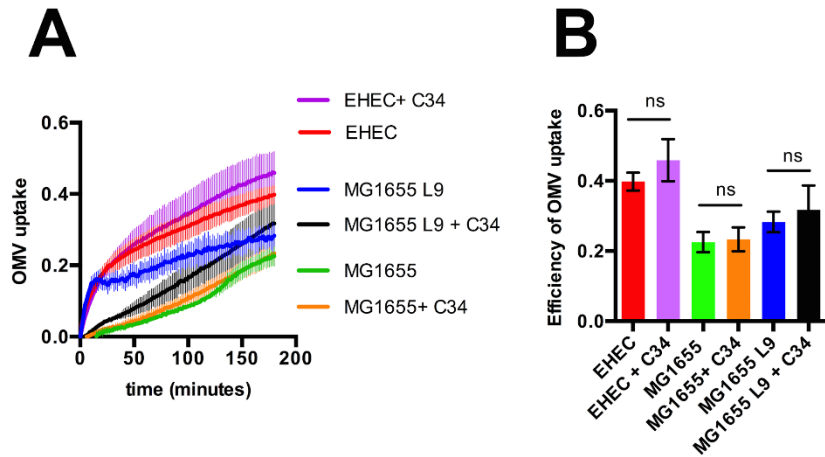 A
EHEC+ C34
EHEC
MG1655 L9
MG1655 L9 + C34
MG1655
MG1655+ C34
OMV uptake
0.6
0.4
0.2
0.0
0
50
100
150
200
time (minutes)
B
Efficiency of OMV uptake
0.6
0.4
0.2
0.0
ns
ns
ns
EHEC
EHEC + C34
MG1655
MG1655+ C34
MG1655 L9
MG1655 L9 + C34